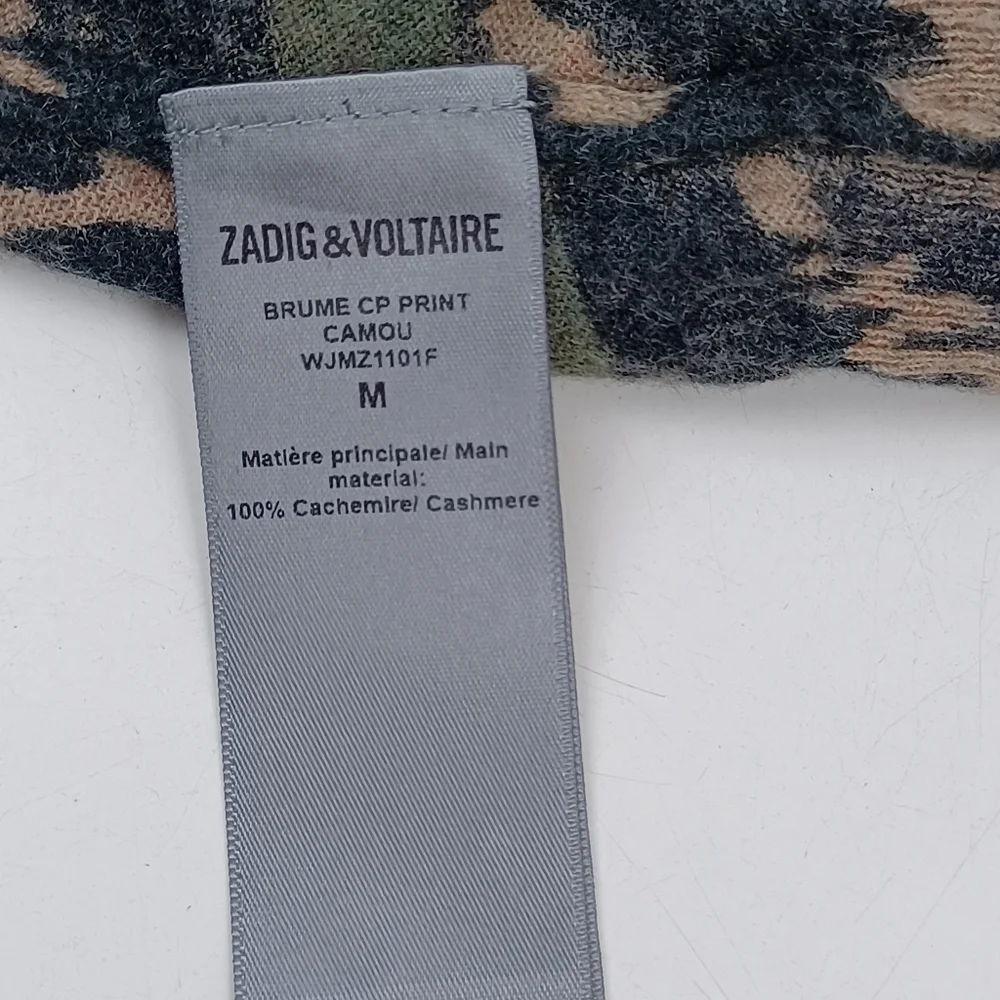 ZADIG&VOLTAIRE
BRUME CP PRINT
CAMOU
WJMZ1101F
M
Matière principale/ Main
material:
100% Cachemire/ Cashmere